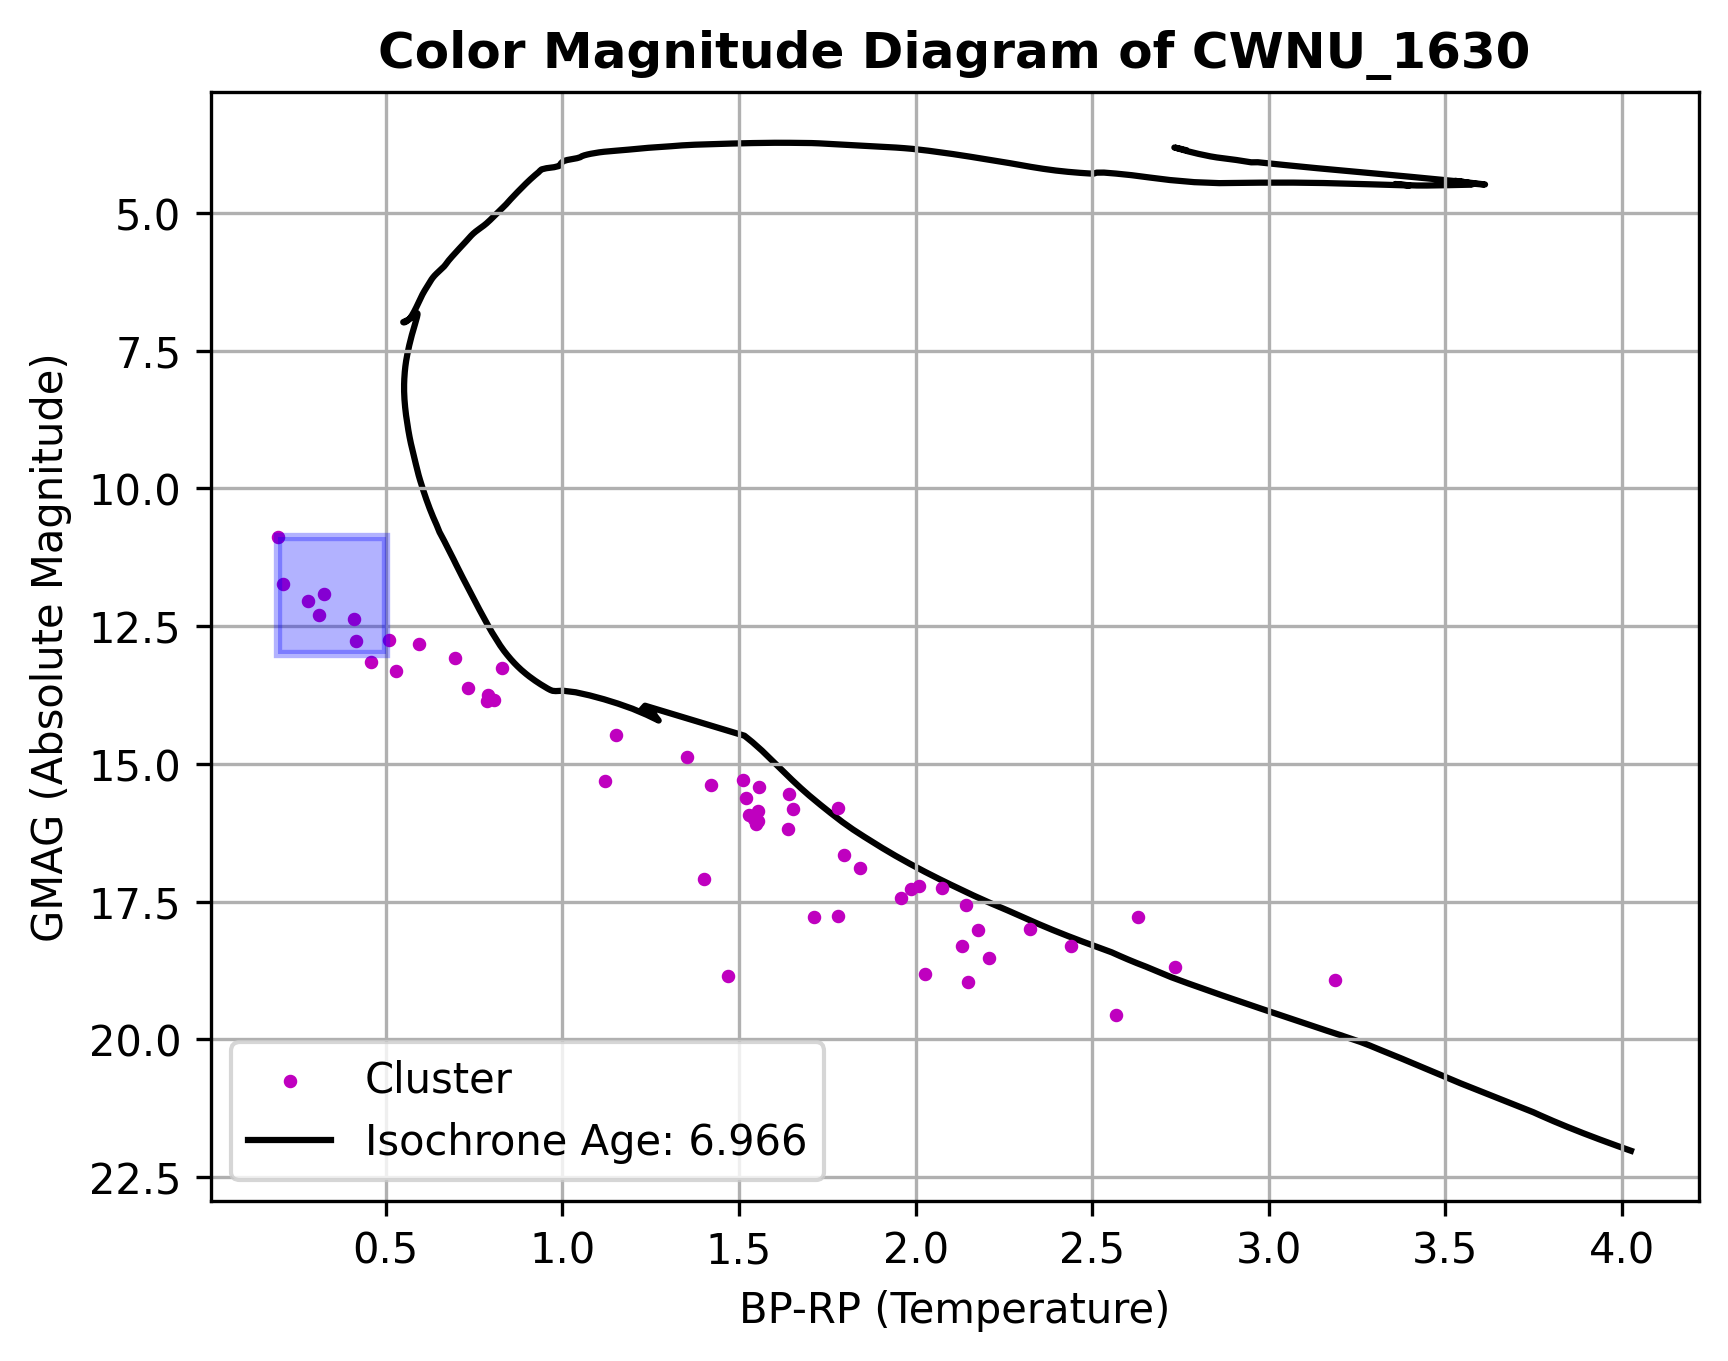 Color Magnitude Diagram of CWNU_1630
GMAG (Absolute Magnitude)
5.0
7.5
10.0
12.5
15.0
17.5
20.0
22.5
Cluster
Isochrone Age: 6.966
0.5 1.0 1.5 2.0 2.5 3.0 3.5 4.0
BP-RP (Temperature)